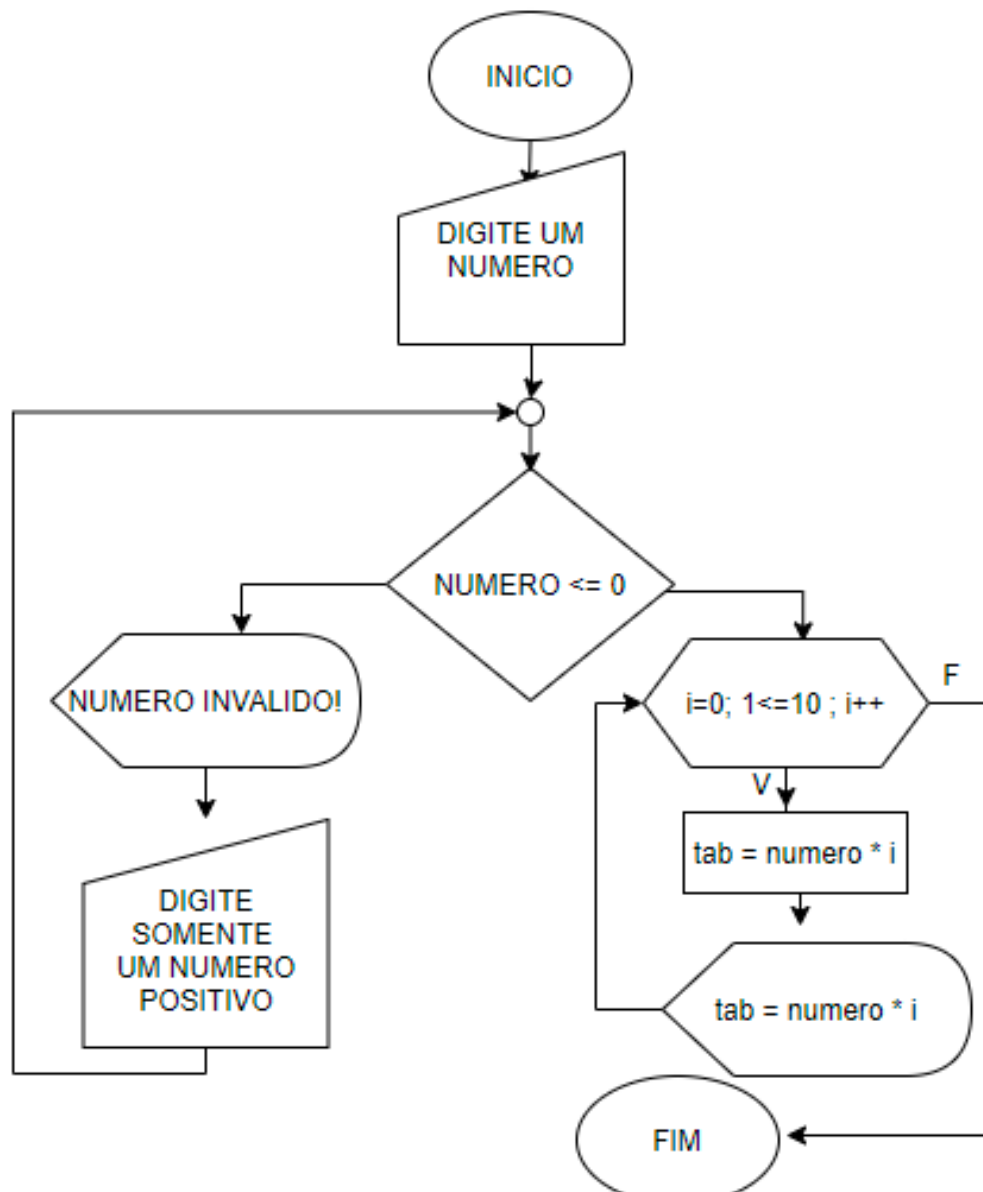 INICIO
DIGITE UM
NUMERO
NUMERO <= 0
NUMERO INVALIDO!
DIGITE
SOMENTE
UM NUMERO
POSITIVO
i=0; 1<=10 ; i++
F
V
tab = numero * i
tab = numero * i
FIM